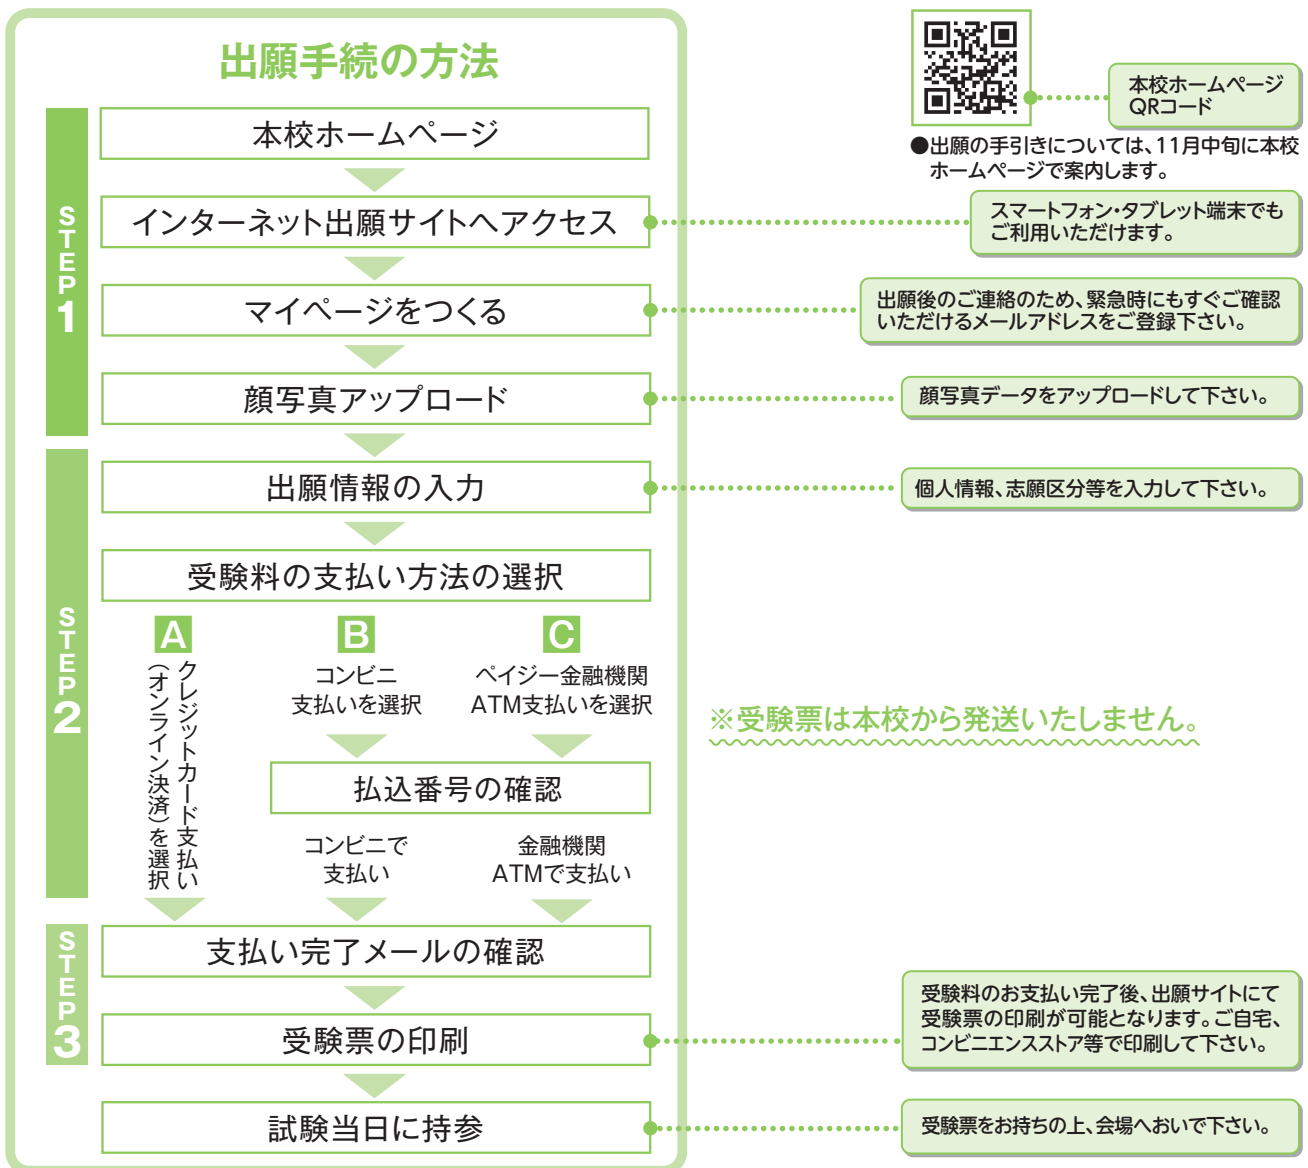 出願手続の方法
本校ホームページ
QRコード
●出願の手引きについては、11月中旬に本校
ホームページで案内します。
STEP1
本校ホームページ
インターネット出願サイトへアクセス
スマートフォン・タブレット端末でも
ご利用いただけます。
マイページをつくる
出願後のご連絡のため、緊急時にもすぐご確認
いただけるメールアドレスをご登録下さい。
顔写真アップロード
顔写真データをアップロードして下さい。
STEP2
出願情報の入力
個人情報、志願区分等を入力して下さい。
受験料の支払い方法の選択
A
クレジットカード支払い
(オンライン決済)を選択
B
コンビニ
支払いを選択
C
ペイジー金融機関
ATM支払いを選択
払込番号の確認
コンビニで
支払い
金融機関
ATMで支払い
※受験票は本校から発送いたしません。
STEP3
支払い完了メールの確認
受験票の印刷
受験料のお支払い完了後、出願サイトにて
受験票の印刷が可能となります。ご自宅、
コンビニエンスストア等で印刷して下さい。
試験当日に持参
受験票をお持ちの上、会場へおいで下さい。